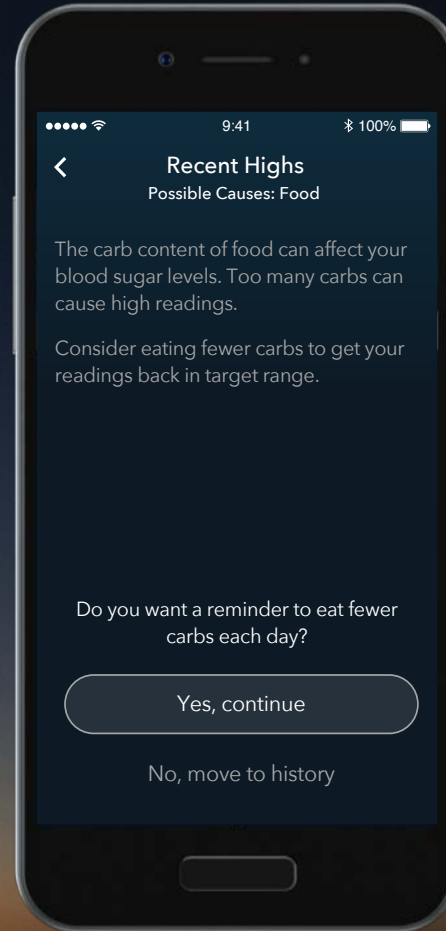 9:41
100%
Recent Highs
Possible Causes: Food
The carb content of food can affect your
blood sugar levels. Too many carbs can
cause high readings.
Consider eating fewer carbs to get your
readings back in target range.
Do you want a reminder to eat fewer
carbs each day?
Yes, continue
No, move to history